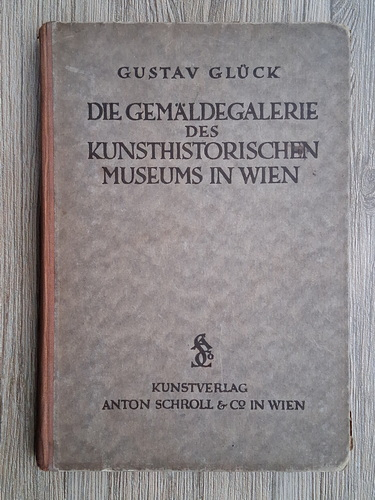 GUSTAV GLÜCK
DIE GEMÄLDEGALERIE
DES
KUNSTHISTORISCHEN
MUSEUMS IN WIEN
KUNSTVERLAG
ANTON SCHROLL & Cº IN WIEN